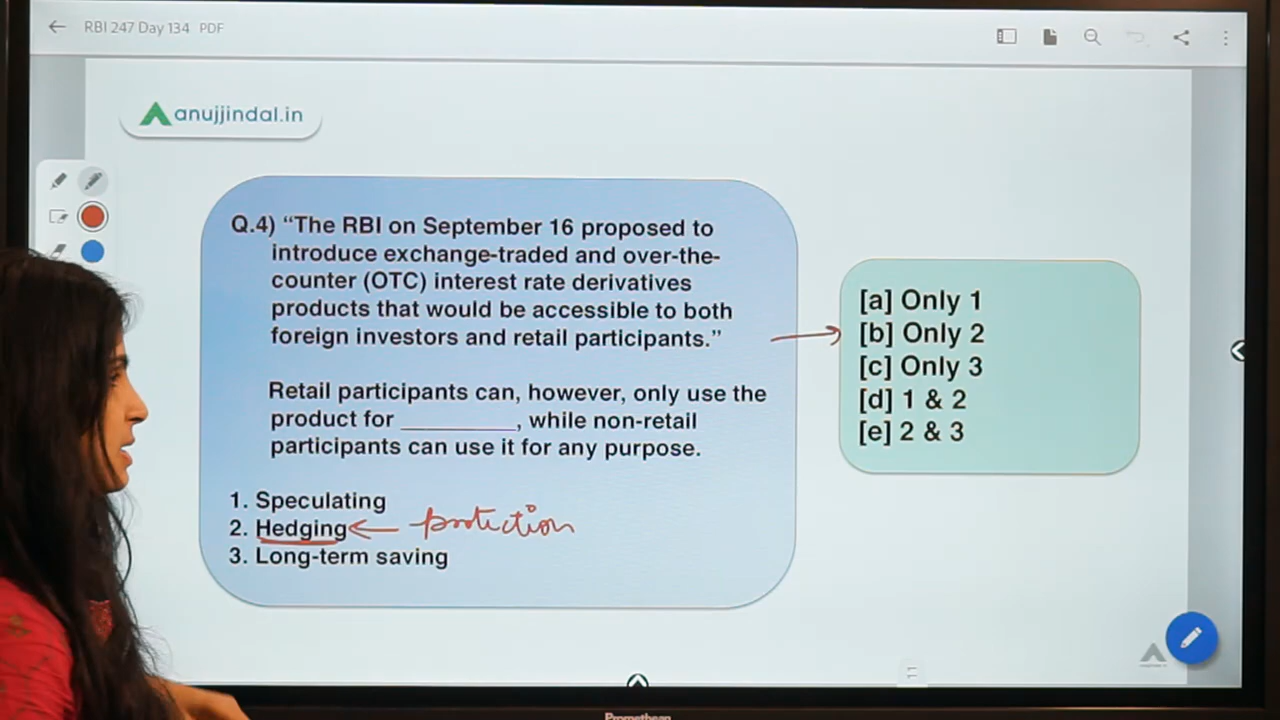 RBI 247 Day 134 PDF
anujjindal.in
Q.4) “The RBI on September 16 proposed to
introduce exchange-traded and over-the-
counter (OTC) interest rate derivatives
products that would be accessible to both
foreign investors and retail participants.”
Retail participants can, however, only use the
product for __________, while non-retail
participants can use it for any purpose.
1. Speculating
2. Hedging ← protection
3. Long-term saving
[a] Only 1
[b] Only 2
[c] Only 3
[d] 1 & 2
[e] 2 & 3
Promethean